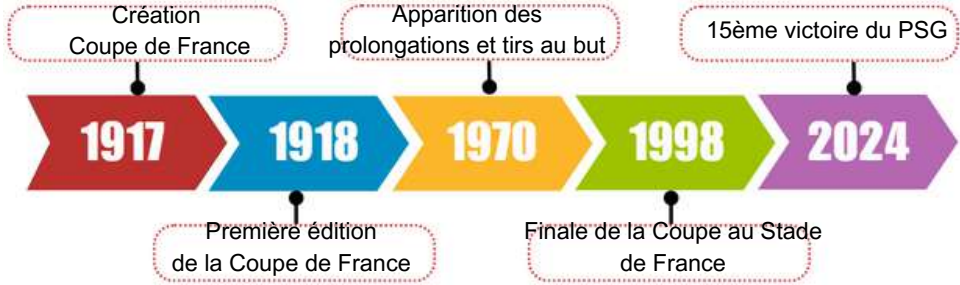 Création
Coupe de France
Apparition des
prolongations et tirs au but
15ème victoire du PSG
1917
1918
1970
1998
2024
Première édition
de la Coupe de France
Finale de la Coupe au Stade
de France